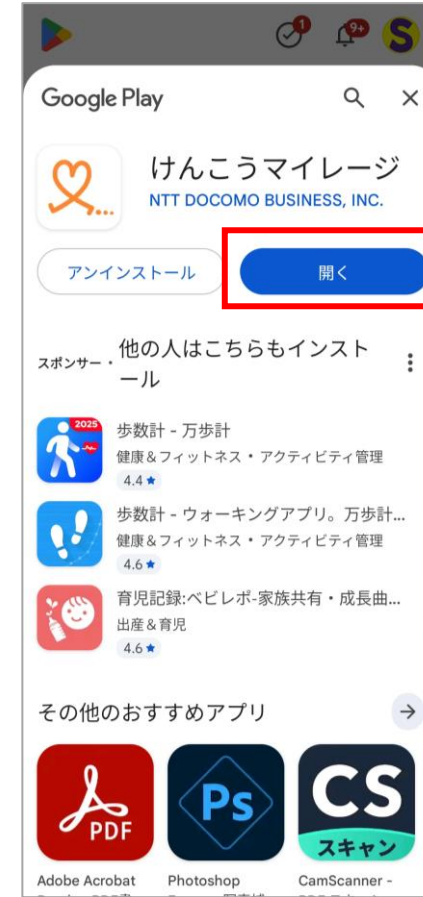 1
9+
S
Google Play
けんこうマイレージ
NTT DOCOMO BUSINESS, INC.
アンインストール
開く
スポンサー・
他の人はこちらもインスト
ール
2025
歩数計 - 万歩計
健康＆フィットネス・アクティビティ管理
4.4★
歩数計 - ウォーキングアプリ。万歩計...
健康＆フィットネス・アクティビティ管理
4.6★
育児記録:ベビレポ-家族共有・成長曲...
出産＆育児
4.6★
その他のおすすめアプリ
PDF
Ps
CS
スキャン
Adobe Acrobat
Photoshop
CamScanner -